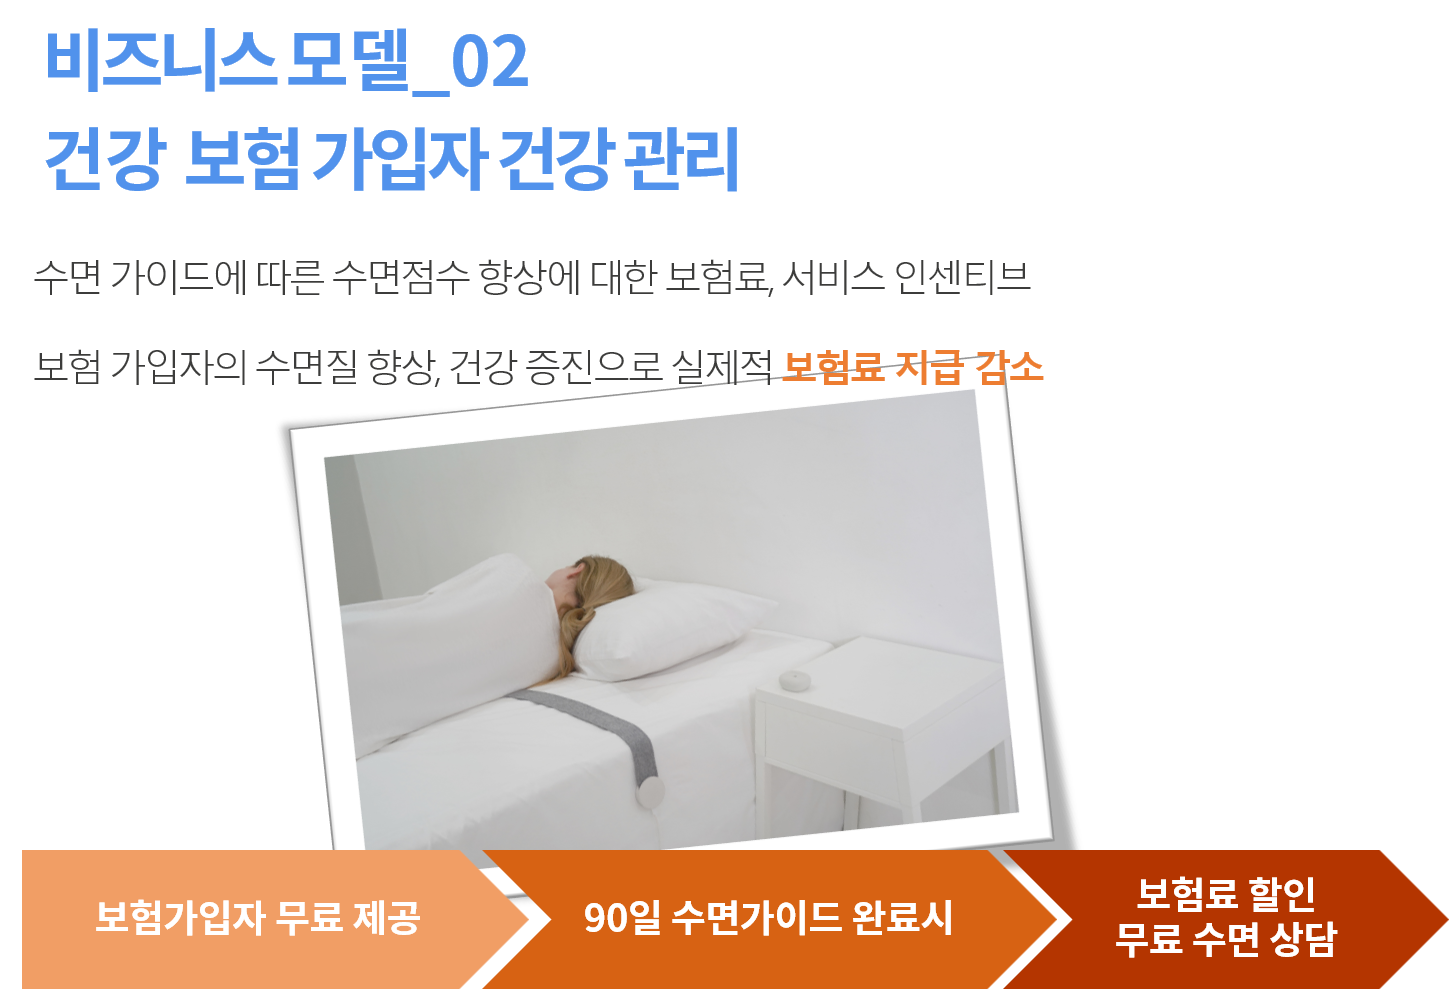 비즈니스 모델_02
건강 보험 가입자 건강 관리
수면 가이드에 따른 수면점수 향상에 대한 보험료, 서비스 인센티브
보험 가입자의 수면질 향상, 건강 증진으로 실제적 보험료 지급 감소
보험가입자 무료 제공
90일 수면가이드 완료시
보험료 할인
무료 수면 상담